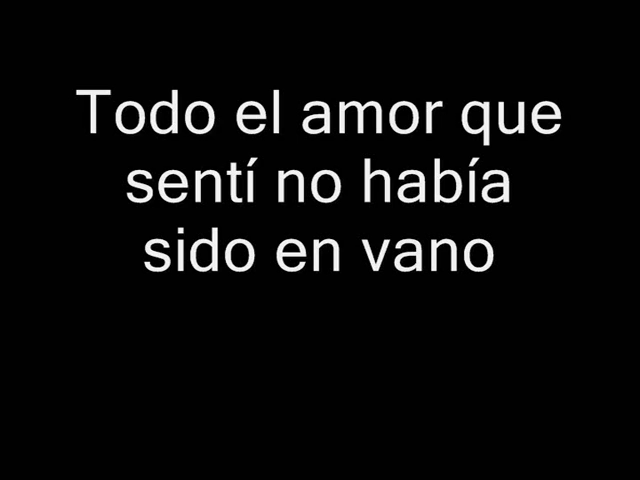 Todo el amor que
sentí no había
sido en vano